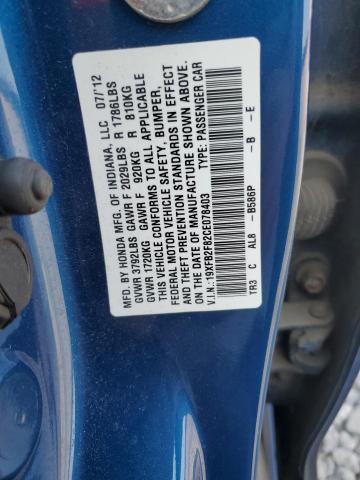 MFD. BY HONDA MFG. OF INDIANA, LLC 07/12
GVWR 3792LBS GAWR F 2029LBS R 1786LBS
GVWR 1720KG GAWR F 920KG R 810KG
THIS VEHICLE CONFORMS TO ALL APPLICABLE
FEDERAL MOTOR VEHICLE SAFETY, BUMPER,
AND THEFT PREVENTION STANDARDS IN EFFECT
ON THE DATE OF MANUFACTURE SHOWN ABOVE.
V.I.N.: 19XFB2F82CE078403 TYPE: PASSENGER CAR
TR3 C AL8 - B586P - B - E